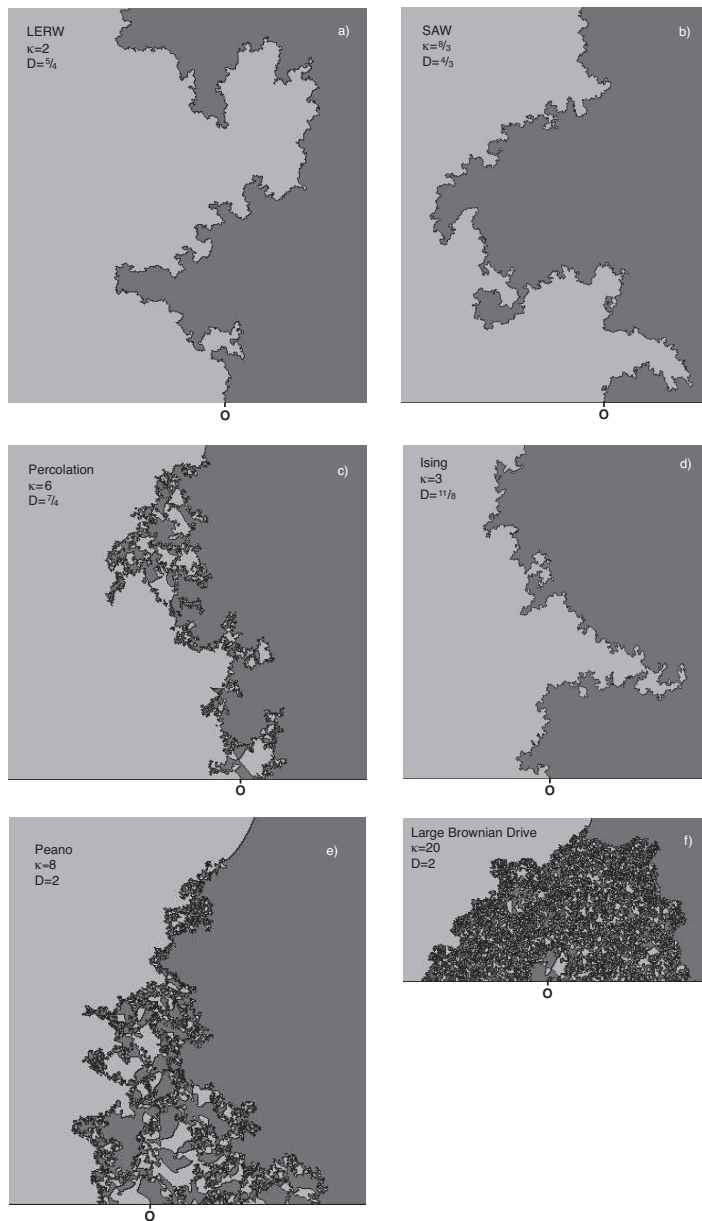 LERW
κ=2
D=5/4
a)
O
SAW
κ=8/3
D=4/3
b)
O
Percolation
κ=6
D=7/4
c)
O
Ising
κ=3
D=11/8
d)
O
Peano
κ=8
D=2
e)
O
Large Brownian Drive
κ=20
D=2
f)
O